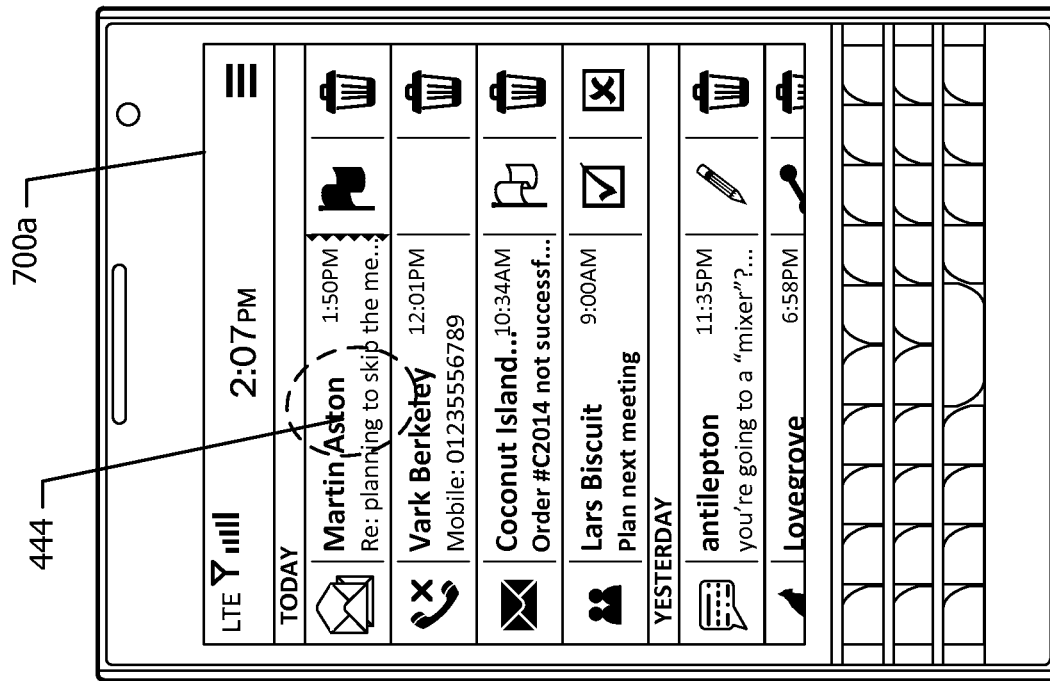 700a
444
LTE 2:07PM
TODAY
Martin Aston 1:50PM
Re: planning to skip the me...
Vark Berkeley 12:01PM
Mobile: 01235556789
Coconut Island... 10:34AM
Order #C2014 not successf...
Lars Biscuit 9:00AM
Plan next meeting
YESTERDAY
antilepton 11:35PM
you're going to a “mixer”?...
Lovegrove 6:58PM